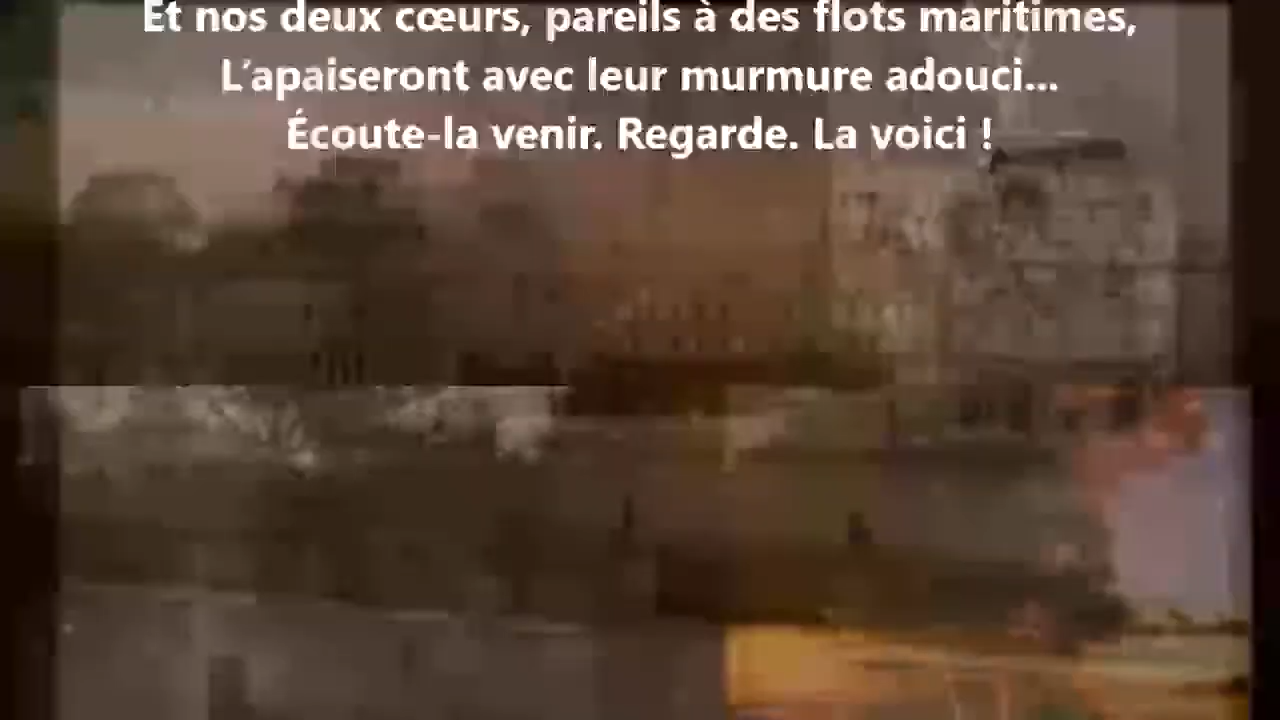 Et nos deux cœurs, pareils à des flots maritimes,
L’apaiseront avec leur murmure adouci...
Écoute-la venir. Regarde. La voici !